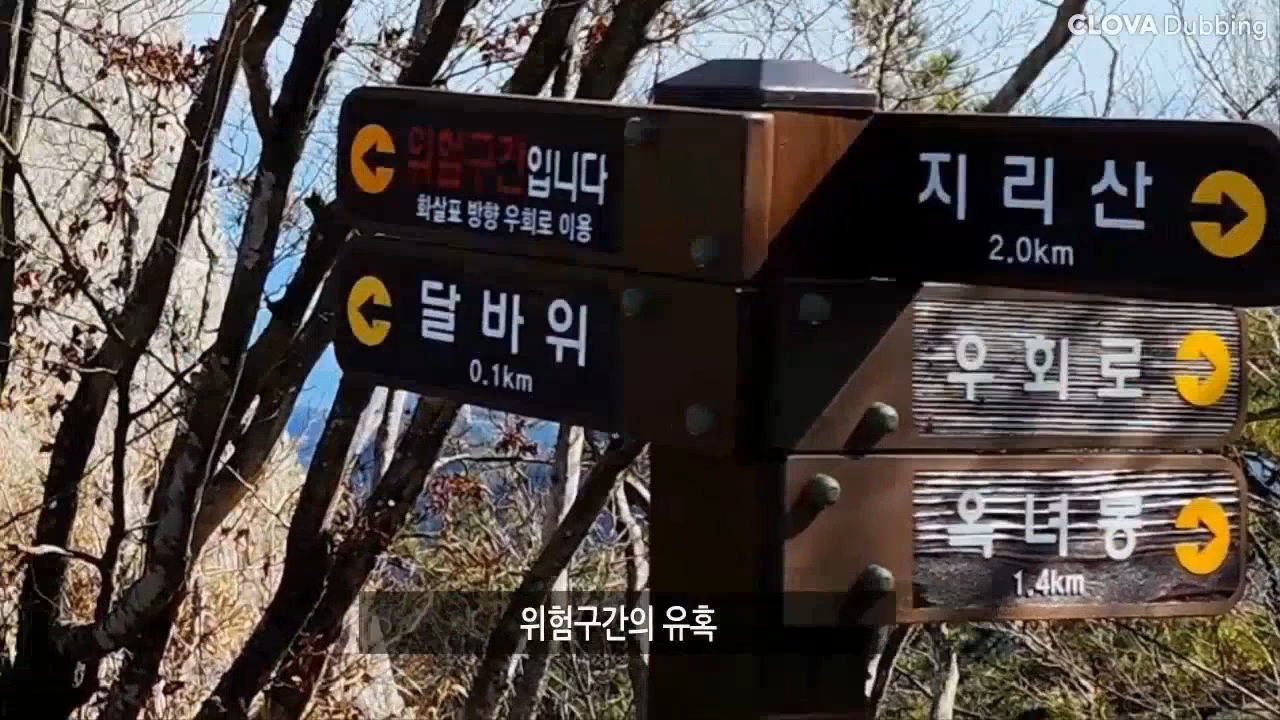 CLOVA Dubbing
위험구간입니다
화살표 방향 우회로 이용
달바위
0.1km
지리산
2.0km
우회로
옥녀봉
1.4km
위험구간의 유혹